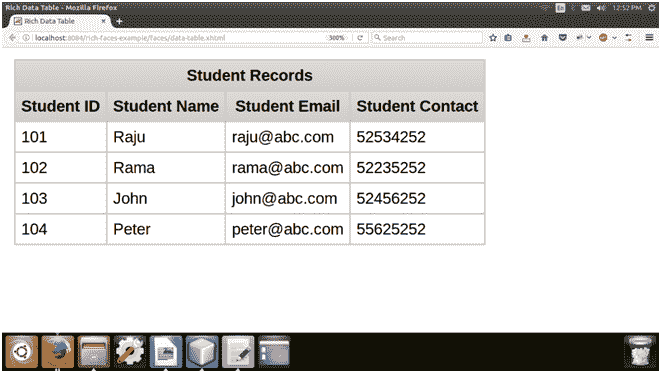 Rich Data Table - Mozilla Firefox
En 12:52 PM
Rich Data Table
localhost:8084/rich-faces-example/faces/data-table.xhtml 300% Search
Student Records
Student ID Student Name Student Email Student Contact
101 Raju raju@abc.com 52534252
102 Rama rama@abc.com 52235252
103 John john@abc.com 52456252
104 Peter peter@abc.com 55625252